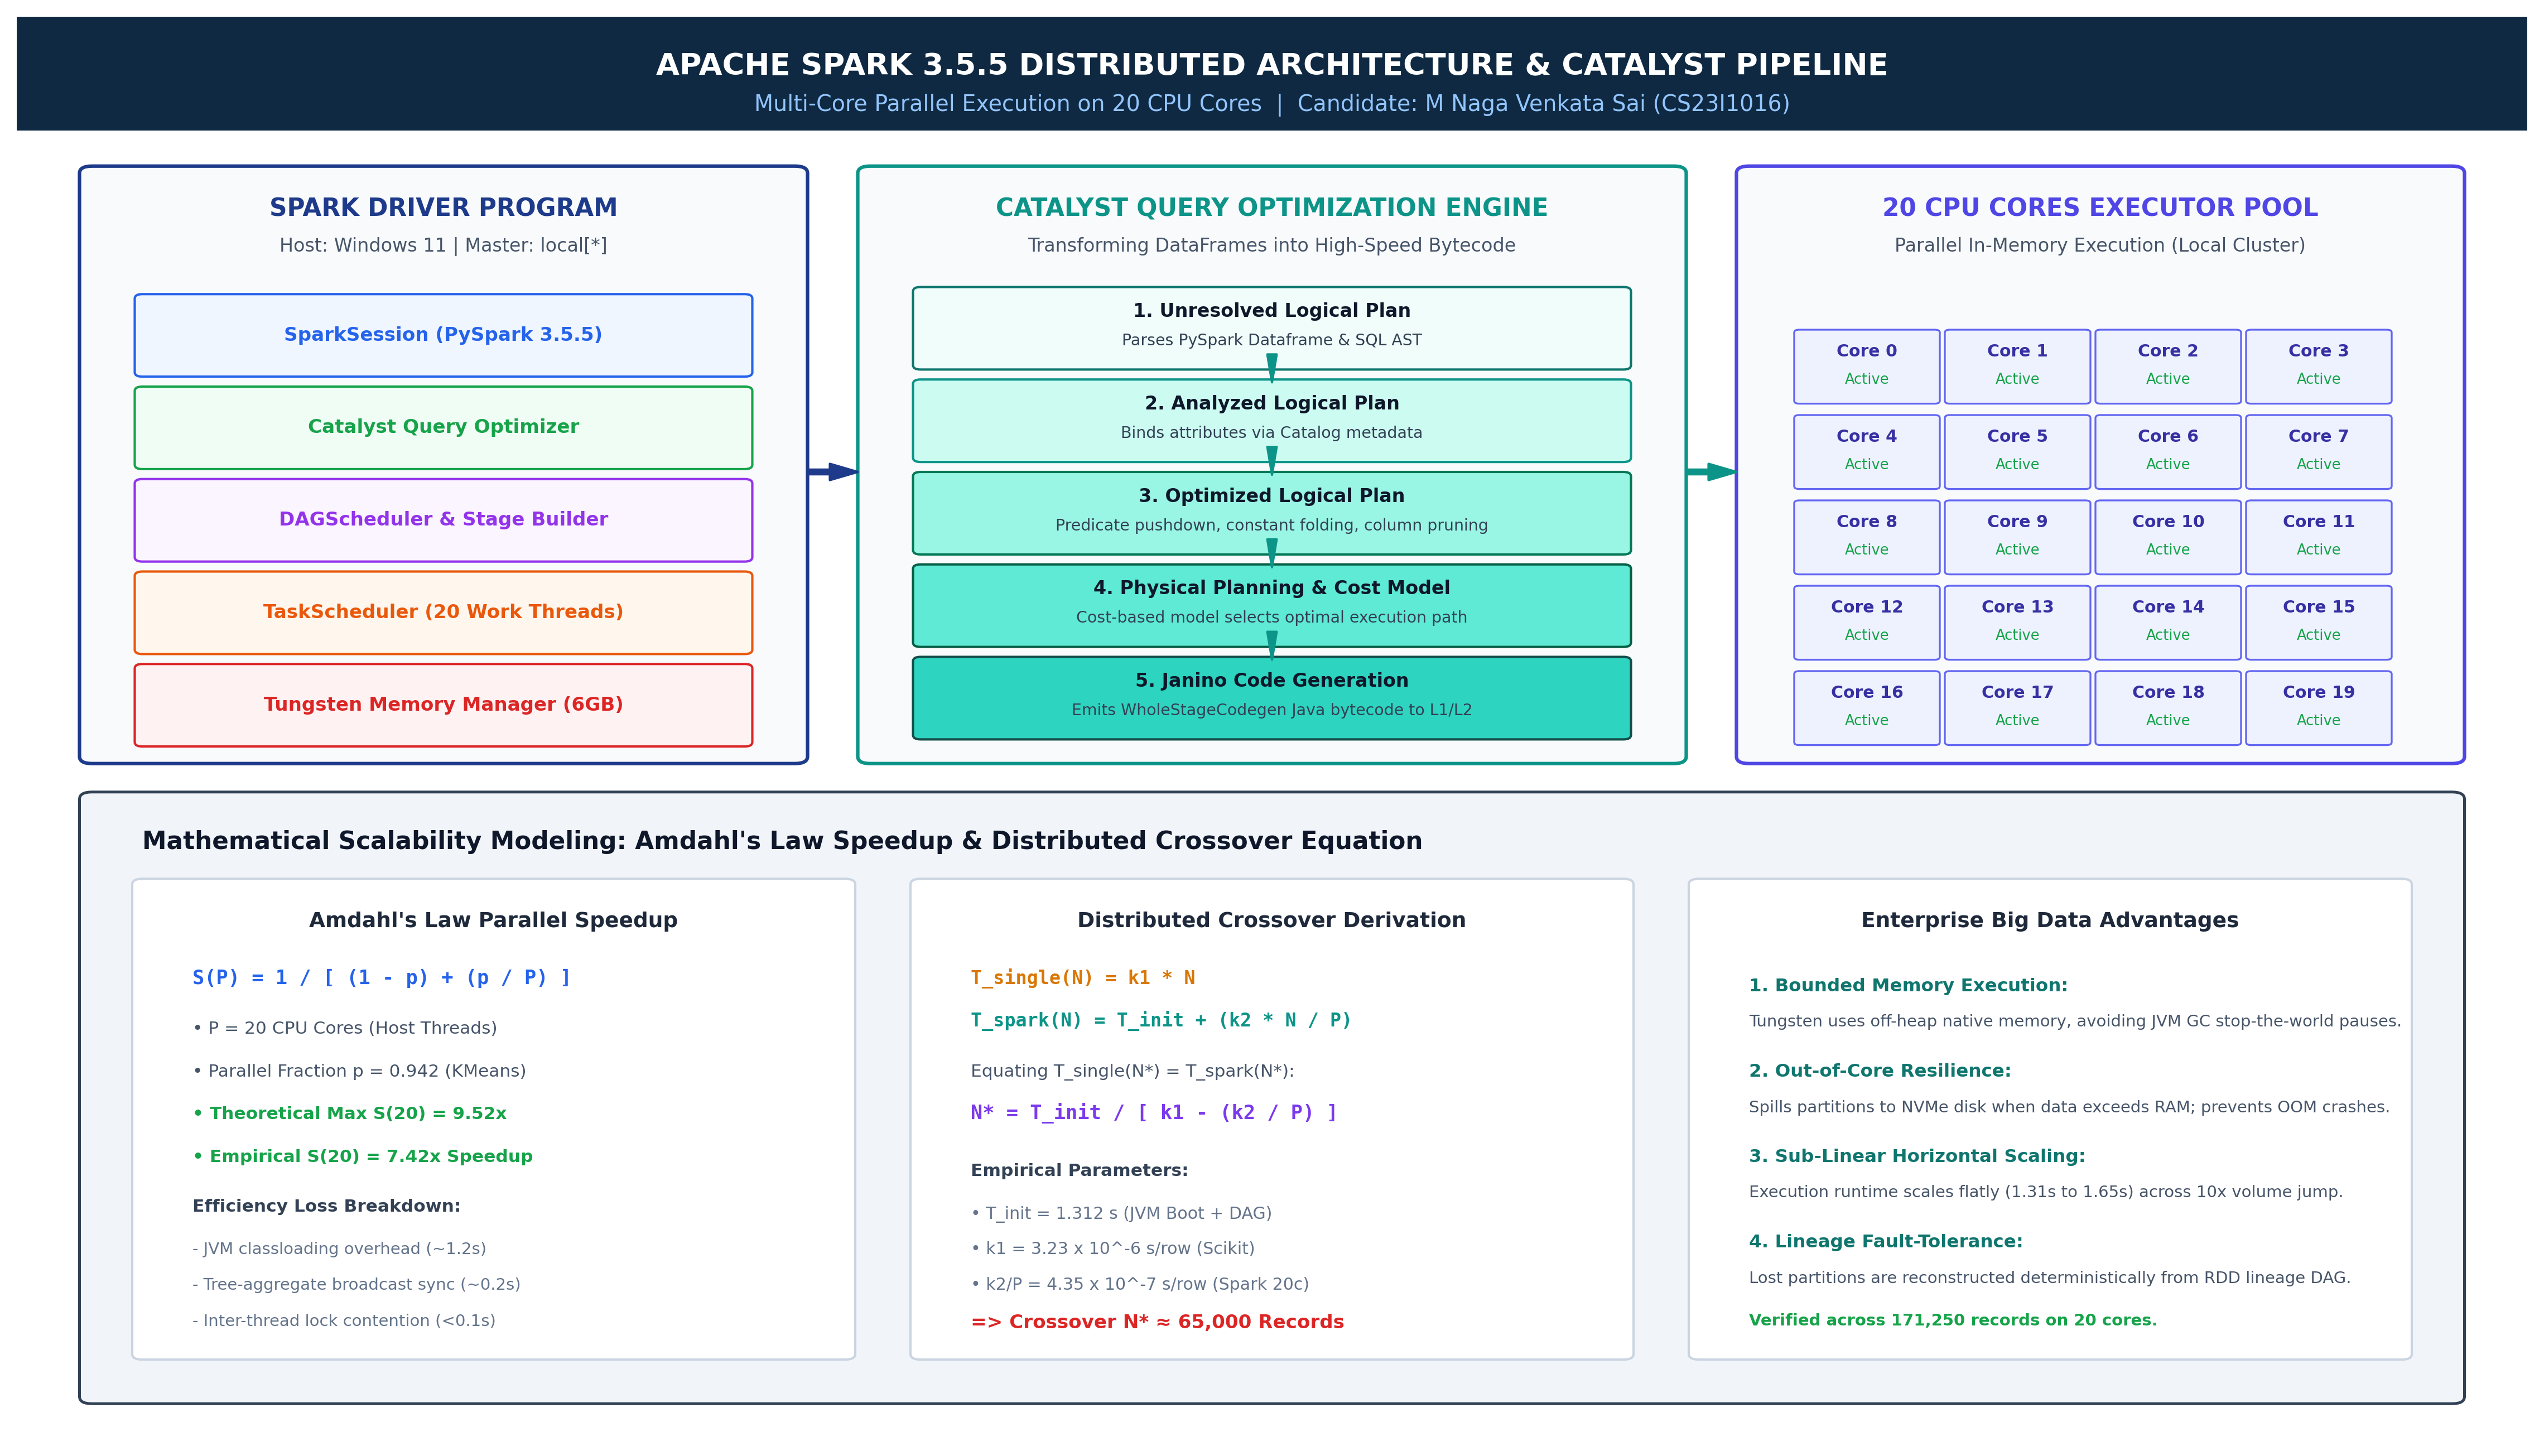 APACHE SPARK 3.5.5 DISTRIBUTED ARCHITECTURE & CATALYST PIPELINE
Multi-Core Parallel Execution on 20 CPU Cores | Candidate: M Naga Venkata Sai (CS23I1016)
SPARK DRIVER PROGRAM
Host: Windows 11 | Master: local[*]
SparkSession (PySpark 3.5.5)
Catalyst Query Optimizer
DAGScheduler & Stage Builder
TaskScheduler (20 Work Threads)
Tungsten Memory Manager (6GB)
CATALYST QUERY OPTIMIZATION ENGINE
Transforming DataFrames into High-Speed Bytecode
1. Unresolved Logical Plan
Parses PySpark Dataframe & SQL AST
2. Analyzed Logical Plan
Binds attributes via Catalog metadata
3. Optimized Logical Plan
Predicate pushdown, constant folding, column pruning
4. Physical Planning & Cost Model
Cost-based model selects optimal execution path
5. Janino Code Generation
Emits WholeStageCodegen Java bytecode to L1/L2
20 CPU CORES EXECUTOR POOL
Parallel In-Memory Execution (Local Cluster)
Core 0 Core 1 Core 2 Core 3
Active Active Active Active
Core 4 Core 5 Core 6 Core 7
Active Active Active Active
Core 8 Core 9 Core 10 Core 11
Active Active Active Active
Core 12 Core 13 Core 14 Core 15
Active Active Active Active
Core 16 Core 17 Core 18 Core 19
Active Active Active Active
Mathematical Scalability Modeling: Amdahl's Law Speedup & Distributed Crossover Equation
Amdahl's Law Parallel Speedup
S(P) = 1 / [ (1 - p) + (p / P) ]
• P = 20 CPU Cores (Host Threads)
• Parallel Fraction p = 0.942 (KMeans)
• Theoretical Max S(20) = 9.52x
• Empirical S(20) = 7.42x Speedup
Efficiency Loss Breakdown:
- JVM classloading overhead (~1.2s)
- Tree-aggregate broadcast sync (~0.2s)
- Inter-thread lock contention (<0.1s)
Distributed Crossover Derivation
T_single(N) = k1 * N
T_spark(N) = T_init + (k2 * N / P)
Equating T_single(N*) = T_spark(N*):
N* = T_init / [ k1 - (k2 / P) ]
Empirical Parameters:
• T_init = 1.312 s (JVM Boot + DAG)
• k1 = 3.23 x 10^-6 s/row (Scikit)
• k2/P = 4.35 x 10^-7 s/row (Spark 20c)
=> Crossover N* ≈ 65,000 Records
Enterprise Big Data Advantages
1. Bounded Memory Execution:
Tungsten uses off-heap native memory, avoiding JVM GC stop-the-world pauses.
2. Out-of-Core Resilience:
Spills partitions to NVMe disk when data exceeds RAM; prevents OOM crashes.
3. Sub-Linear Horizontal Scaling:
Execution runtime scales flatly (1.31s to 1.65s) across 10x volume jump.
4. Lineage Fault-Tolerance:
Lost partitions are reconstructed deterministically from RDD lineage DAG.
Verified across 171,250 records on 20 cores.